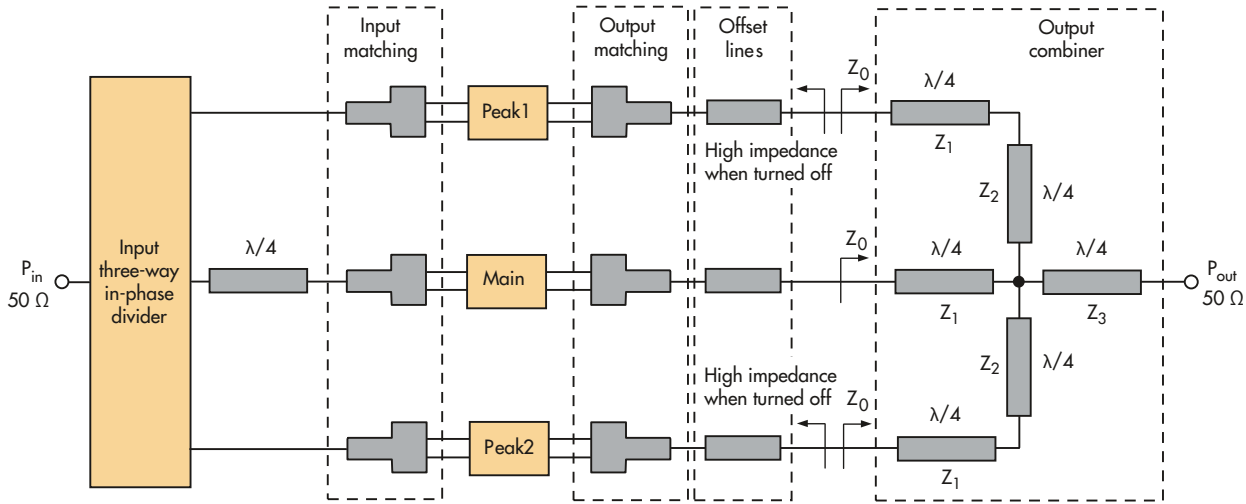 Input
matching
Output
matching
Offset
lines
Output
combiner
Z0
λ/4
Peak1
Z1
High impedance
when turned off
Z2
λ/4
λ/4
Z0
λ/4
λ/4
Pin
50 Ω
Input
three-way
in-phase
divider
Main
Pout
50 Ω
Z1
Z3
High impedance
when turned off
Z2
λ/4
Z0
λ/4
Peak2
Z1